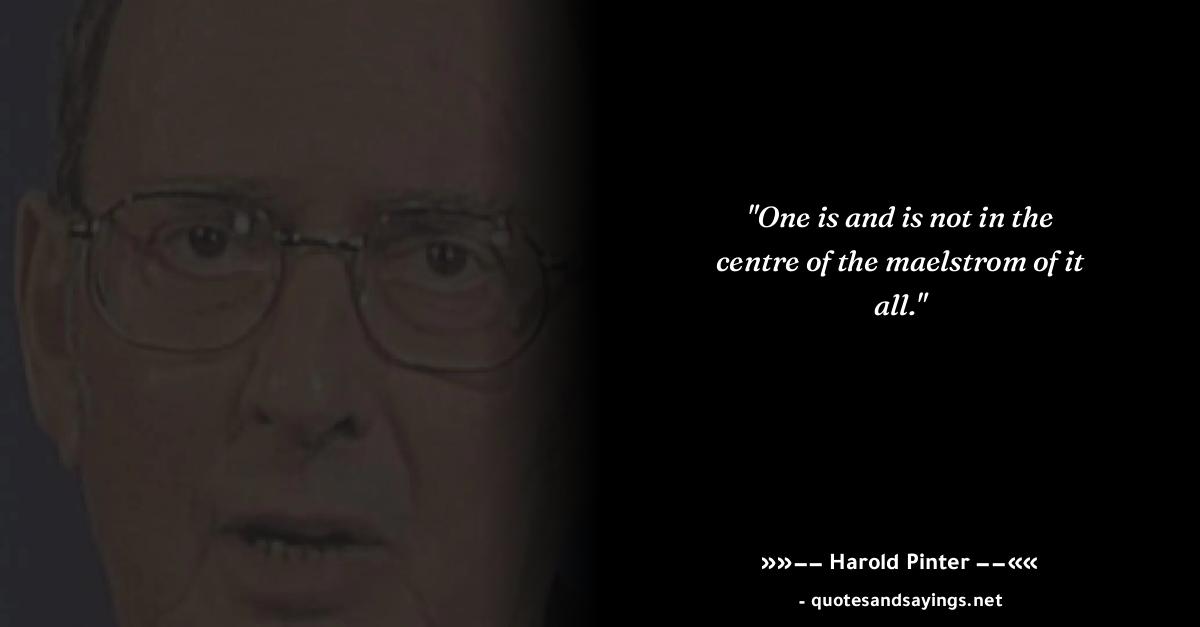 "One is and is not in the
centre of the maelstrom of it
all."
»»–– Harold Pinter ––««
- quotesandsayings.net